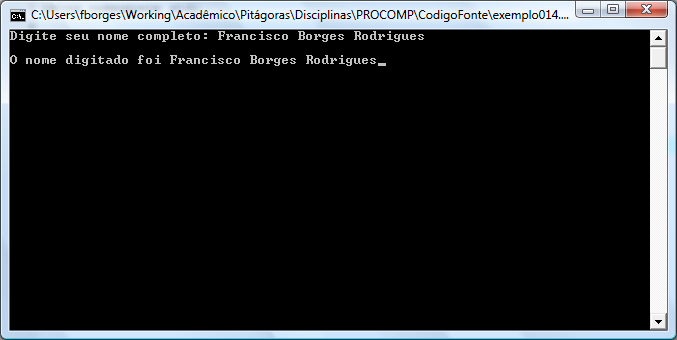 C:\Users\fborges\Working\Acadêmico\Pitágoras\Disciplinas\PROCOMP\CodigoFonte\exemplo014....
Digite seu nome completo: Francisco Borges Rodrigues
O nome digitado foi Francisco Borges Rodrigues